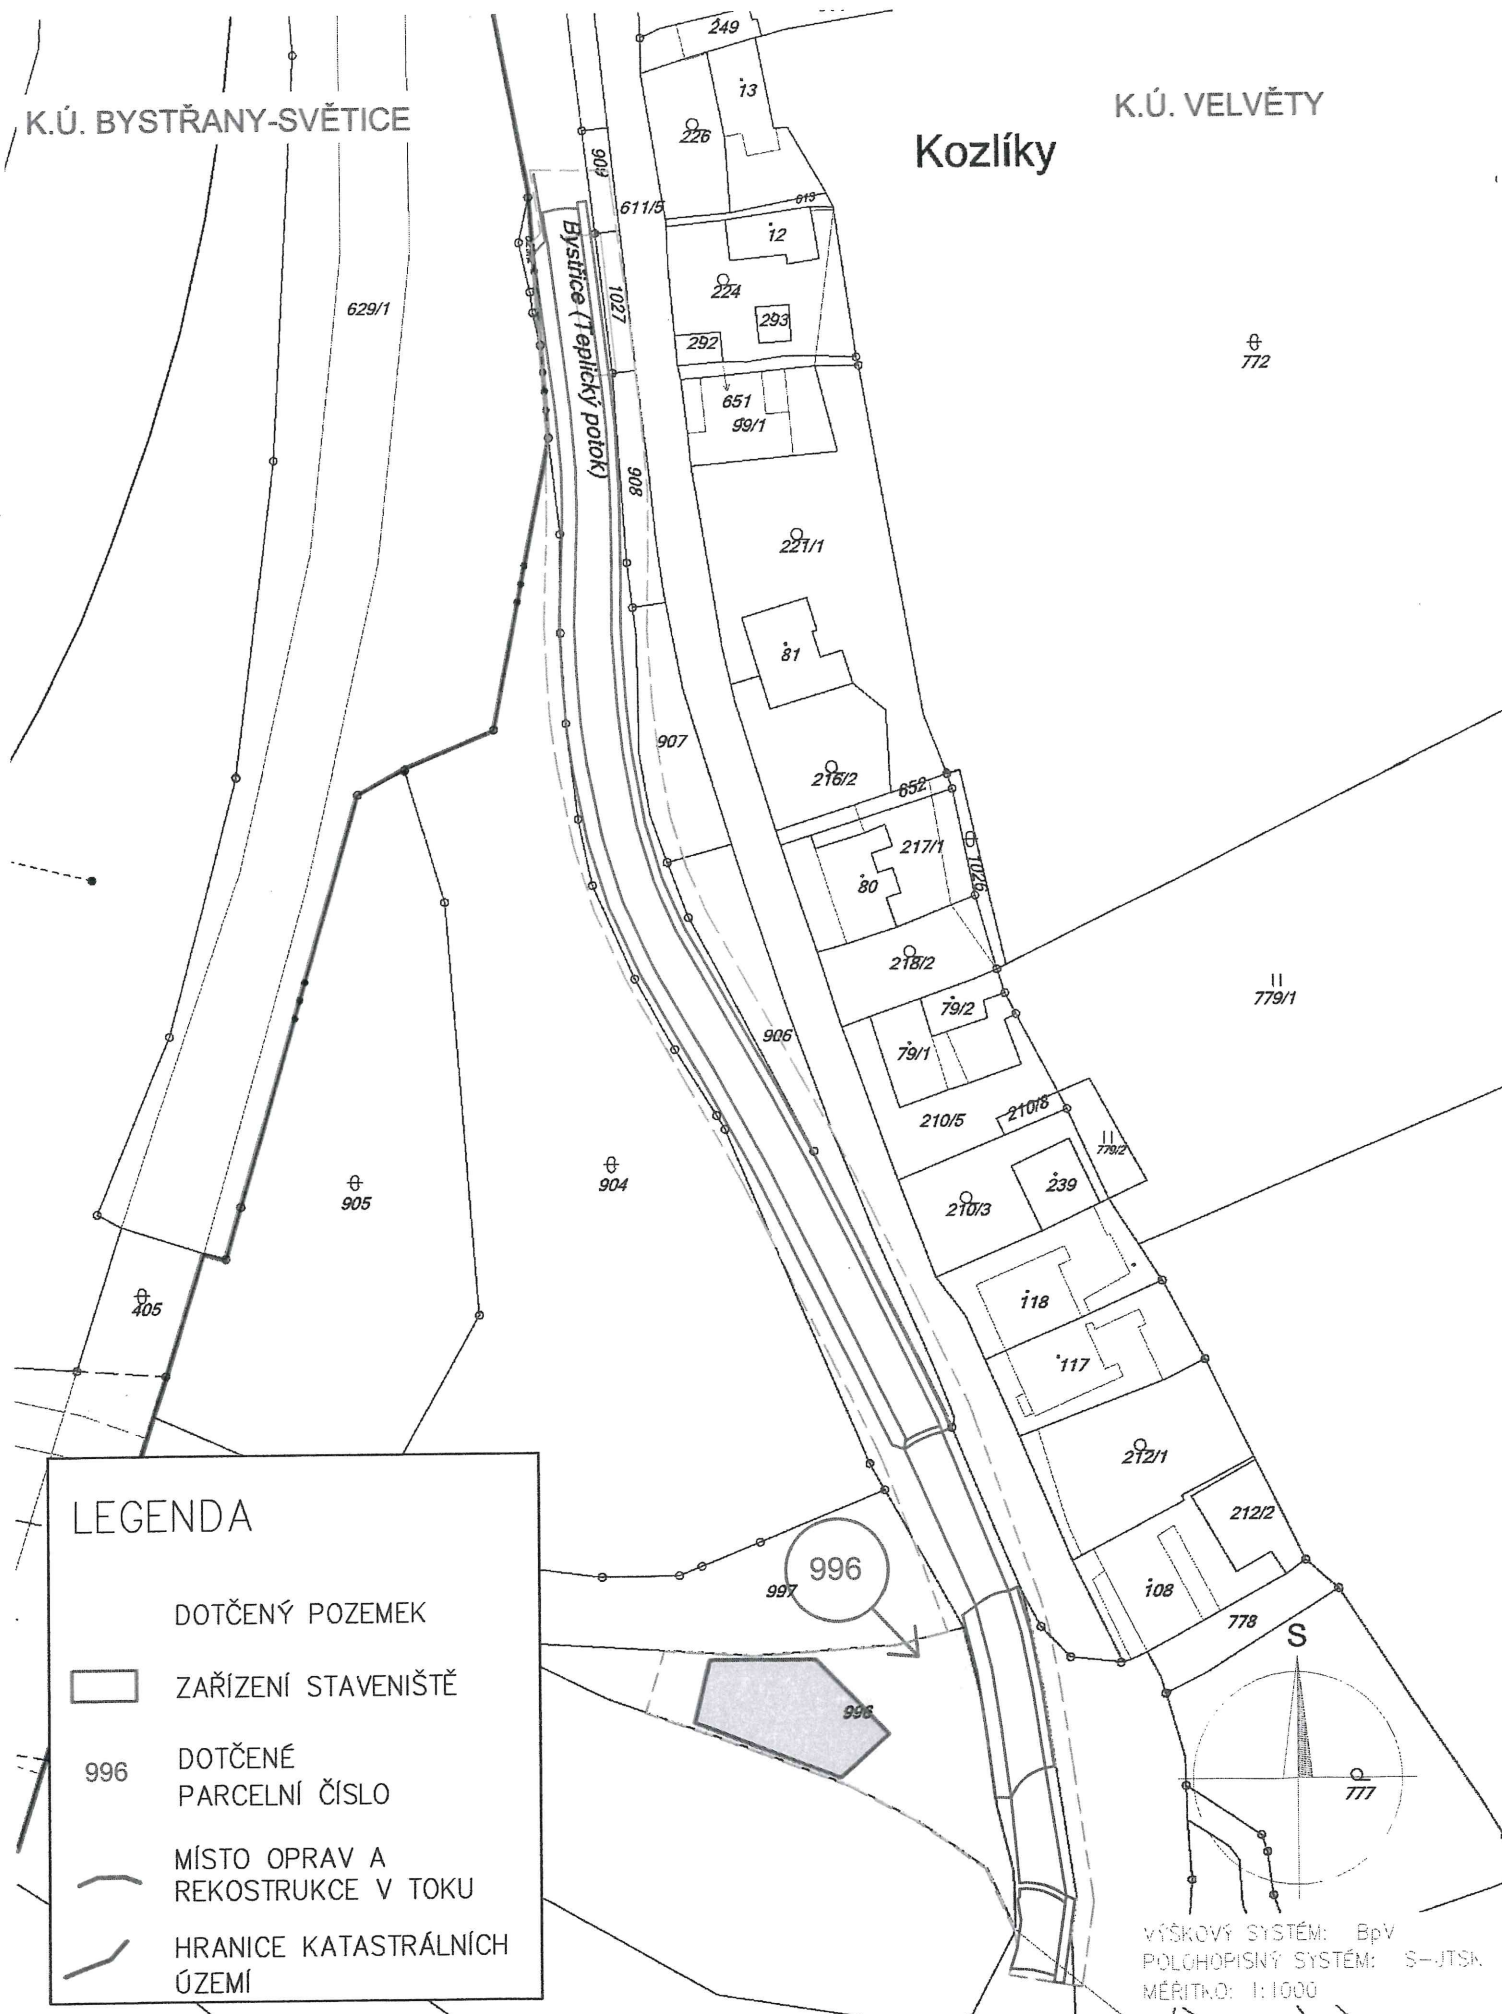 249
13
K.Ú. BYSTŘANY-SVĚTICE
K.Ú. VELVĚTY
226
Kozlíky
909
611/5
613
12
Bystřice (Teplický potok)
224
1027
629/1
293
292
772
651
99/1
908
221/1
81
907
216/2
652
217/1
1026
80
218/2
779/1
79/2
906
79/1
210/8
210/5
779/2
904
905
239
210/3
118
405
117
212/1
212/2
LEGENDA
996
997
108
DOTČENÝ POZEMEK
778
S
ZAŘÍZENÍ STAVENIŠTĚ
996
996
DOTČENÉ
PARCELNÍ ČÍSLO
777
MÍSTO OPRAV A
REKOSTRUKCE V TOKU
HRANICE KATASTRÁLNÍCH
ÚZEMÍ
VÝŠKOVÝ SYSTÉM: BpV
POLOHOPISNÝ SYSTÉM: S-JTSK
MĚŘITKO: 1:1000